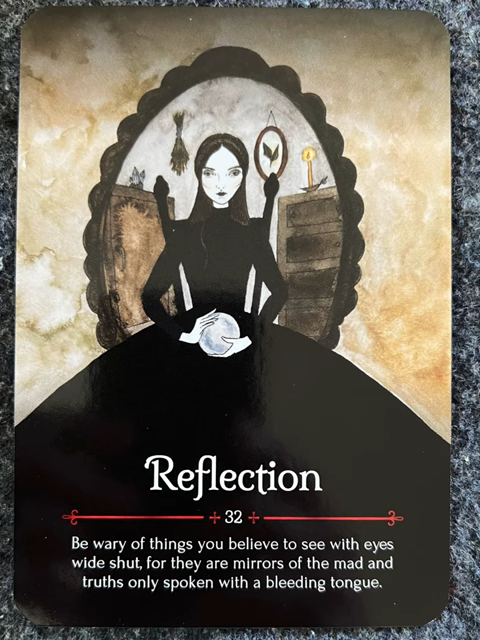 Reflection
32
Be wary of things you believe to see with eyes
wide shut, for they are mirrors of the mad and
truths only spoken with a bleeding tongue.